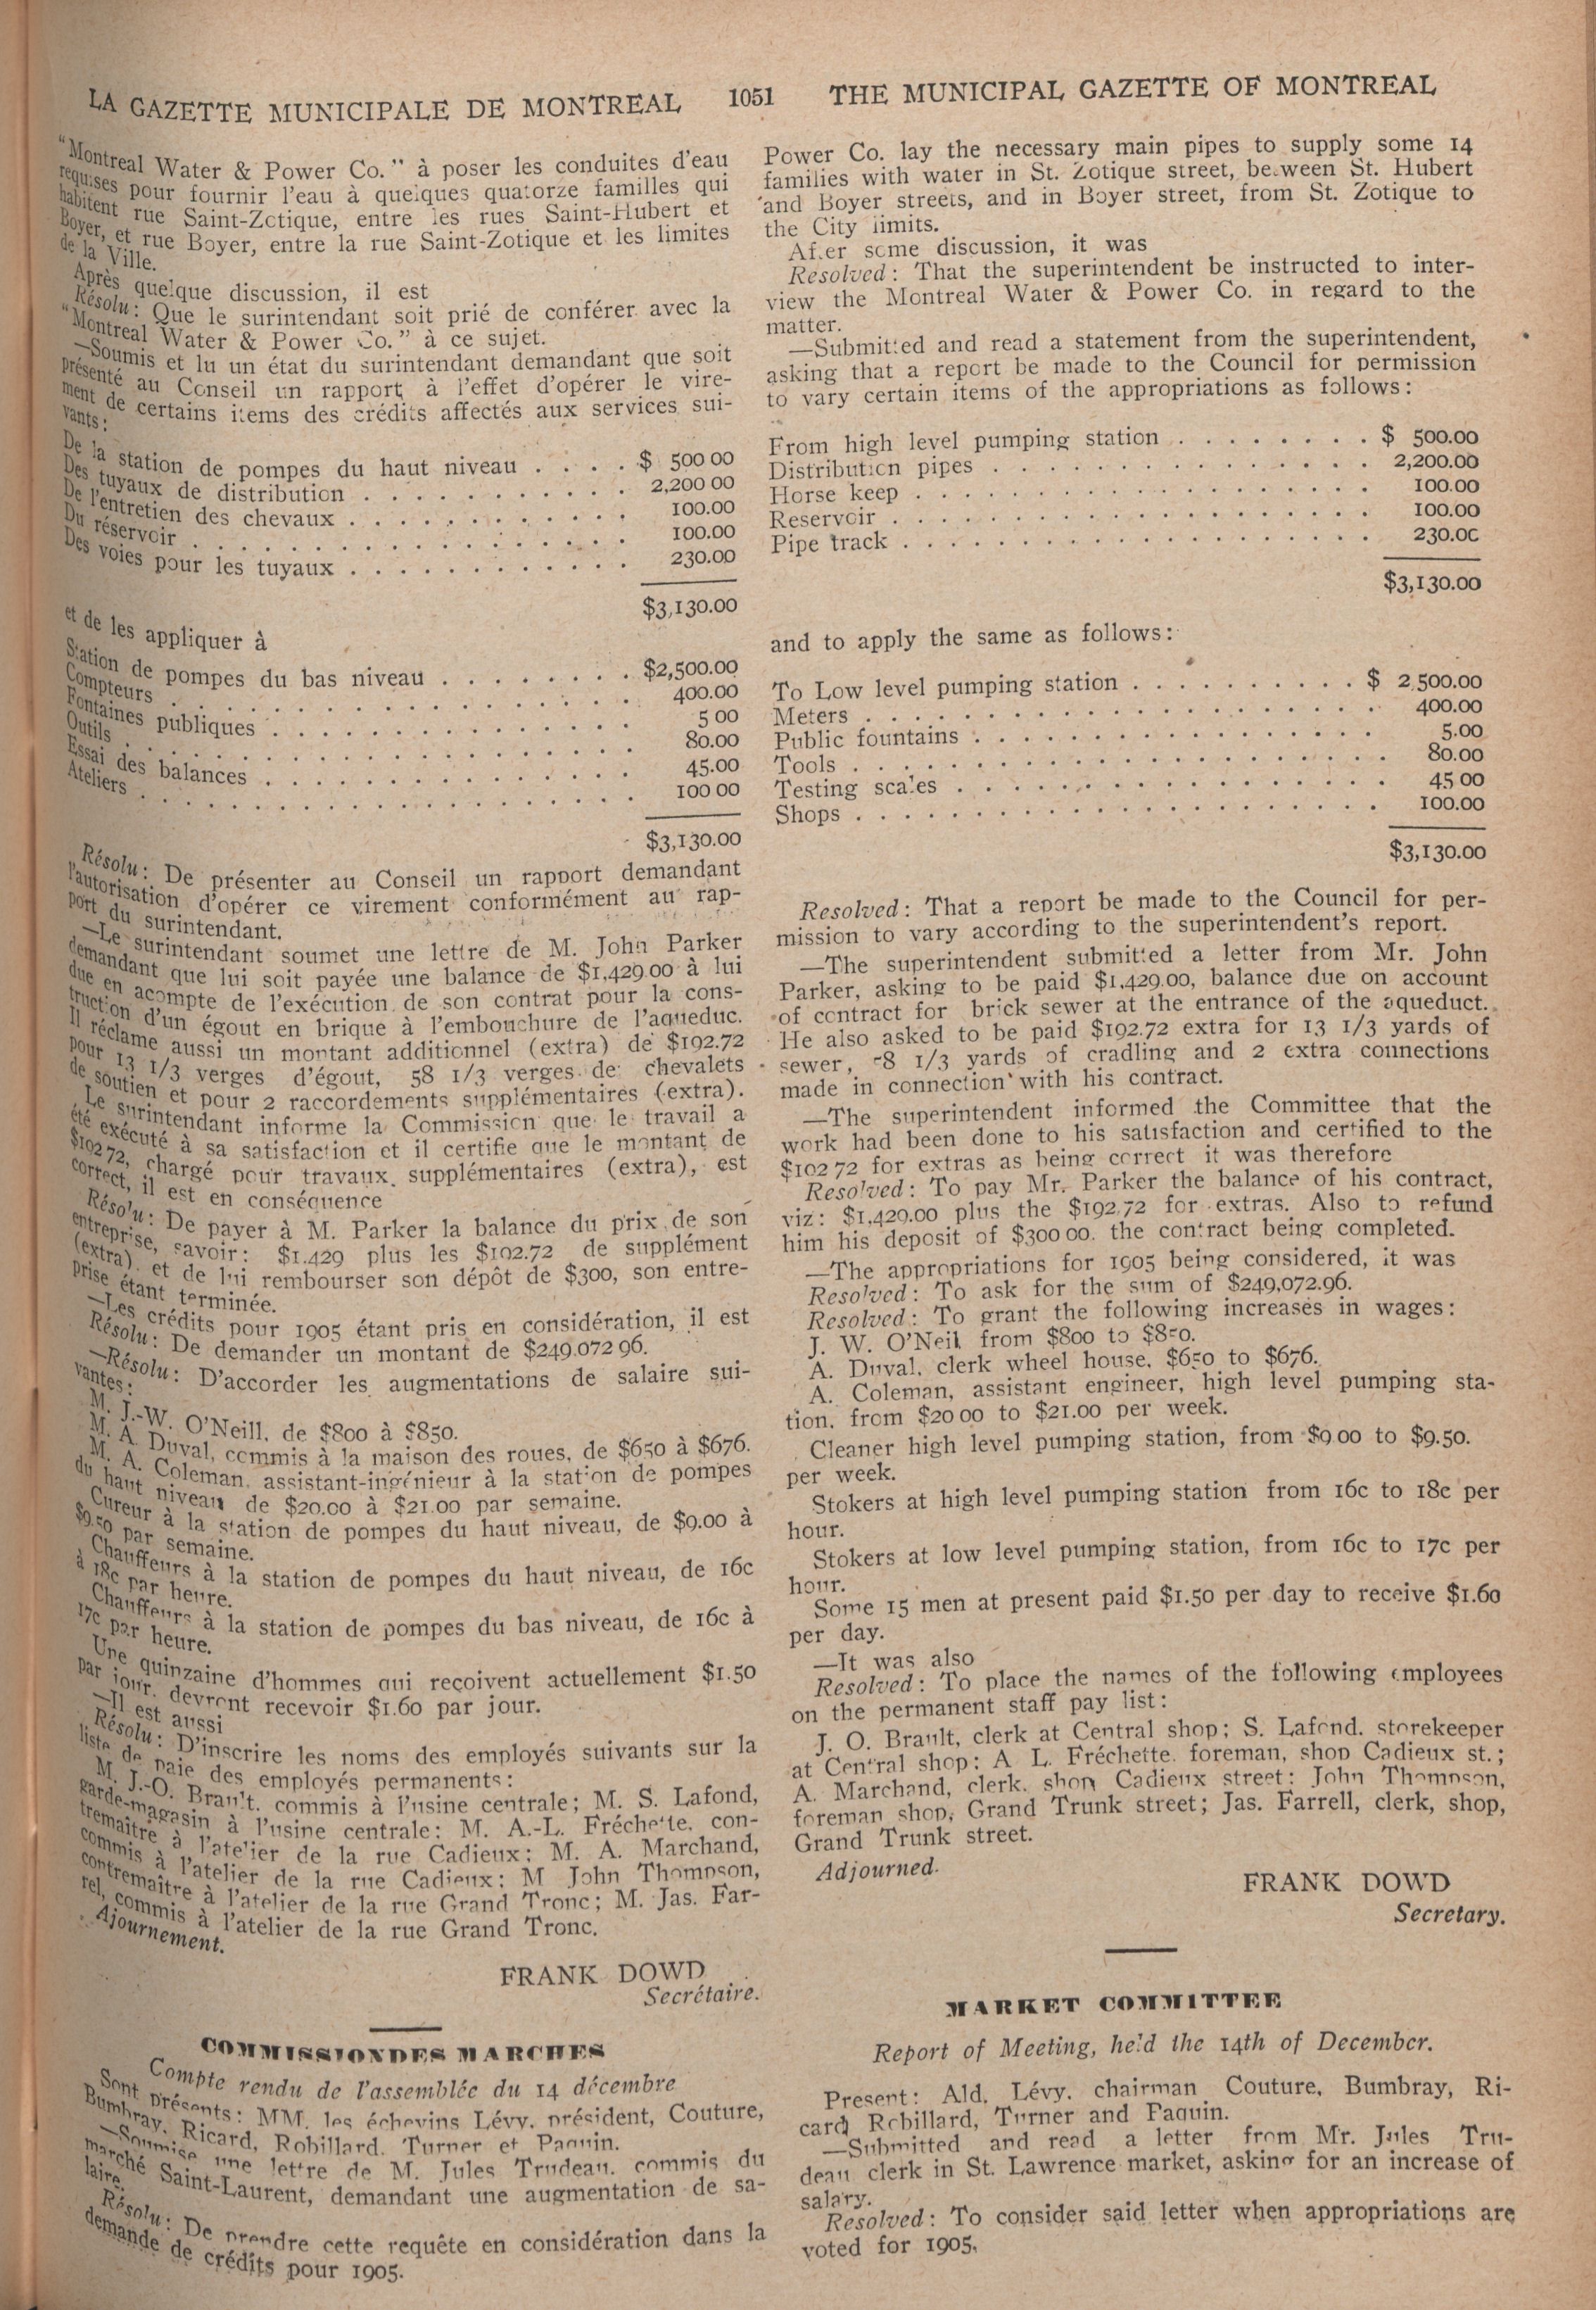 LA GAZETTE MUNICIPALE DE MONTREAL 1051 THE MUNICIPAL GAZETTE OF MONTREAL
"Montreal Water & Power Co." à poser les conduites d'eau
requises pour fournir l'eau à quelques quatorze familles qui
habitent rue Saint-Zotique, entre les rues Saint-Hubert et
Boyer, et rue Boyer, entre la rue Saint-Zotique et les limites
de la Ville.
Après quelque discussion, il est
Résolu: Que le surintendant soit prié de conférer avec la
"Montreal Water & Power Co." à ce sujet.
—Soumis et lu un état du surintendant demandant que soit
présenté au Conseil un rapport à l'effet d'opérer le vire-
ment de certains items des crédits affectés aux services sui-
vants:
De la station de pompes du haut niveau . . . . $ 500 00
Des tuyaux de distribution . . . . . . . . . . . 2,200 00
De l'entretien des chevaux . . . . . . . . . . . . 100.00
Du réservoir . . . . . . . . . . . . . . . . . . 100.00
Des voies pour les tuyaux . . . . . . . . . . . . 230.00
$3,130.00
et de les appliquer à
Station de pompes du bas niveau . . . . . . . . $2,500.00
Compteurs . . . . . . . . . . . . . . . . . . . 400.00
Fontaines publiques . . . . . . . . . . . . . . . 5 00
Outils . . . . . . . . . . . . . . . . . . . . . 80.00
Essai des balances . . . . . . . . . . . . . . . 45.00
Ateliers . . . . . . . . . . . . . . . . . . . . 100 00
$3,130.00
Résolu: De présenter au Conseil un rapport demandant
l'autorisation d'opérer ce virement conformément au rap-
port du surintendant.
—Le surintendant soumet une lettre de M. John Parker
demandant que lui soit payée une balance de $1,429.00 à lui
due en acompte de l'exécution de son contrat pour la cons-
truction d'un égout en brique à l'embouchure de l'aqueduc.
Il réclame aussi un montant additionnel (extra) de $192.72
pour 13 1/3 verges d'égout, 58 1/3 verges de chevalets
de soutien et pour 2 raccordements supplémentaires (extra).
Le surintendant informe la Commission que le travail a
été exécuté à sa satisfaction et il certifie que le montant de
$192 72, chargé pour travaux supplémentaires (extra), est
correct, il est en conséquence
Résolu: De payer à M. Parker la balance du prix de son
entreprise, savoir: $1.429 plus les $192.72 de supplément
(extra) et de lui rembourser son dépôt de $300, son entre-
prise étant terminée.
—Les crédits pour 1905 étant pris en considération, il est
Résolu: De demander un montant de $249.072 96.
—Résolu: D'accorder les augmentations de salaire sui-
vantes:
M. J.-W. O'Neill, de $800 à $850.
M. A Duval, commis à la maison des roues, de $650 à $676.
M. A. Coleman, assistant-ingénieur à la station de pompes
du haut niveau de $20.00 à $21.00 par semaine.
Cureur à la station de pompes du haut niveau, de $9.00 à
$9.50 par semaine.
Chauffeurs à la station de pompes du haut niveau, de 16c
à 18c par heure.
Chauffeurs à la station de pompes du bas niveau, de 16c à
17c par heure.
Une quinzaine d'hommes qui reçoivent actuellement $1.50
par jour, devront recevoir $1.60 par jour.
—Il est aussi
Résolu: D'inscrire les noms des employés suivants sur la
liste de paie des employés permanents:
M. J.-O. Brault, commis à l'usine centrale; M. S. Lafond,
garde-magasin à l'usine centrale: M. A.-L. Fréchette, con-
tremaître à l'atelier de la rue Cadieux; M. A. Marchand,
commis à l'atelier de la rue Cadieux; M John Thompson,
contremaître à l'atelier de la rue Grand Tronc; M. Jas. Far-
rel, commis à l'atelier de la rue Grand Tronc.
Ajournement.
FRANK DOWD
Secrétaire.
COMMISSION DES MARCHES
Compte rendu de l'assemblée du 14 décembre
Sont présents: MM. les échevins Lévy, président, Couture,
Bumbray, Ricard, Robillard, Turner et Paquin.
—Soumise une lettre de M. Jules Trudeau, commis du
marché Saint-Laurent, demandant une augmentation de sa-
laire.
Résolu: De prendre cette requête en considération dans la
demande de crédits pour 1905.
Power Co. lay the necessary main pipes to supply some 14
families with water in St. Zotique street, be.ween St. Hubert
and Boyer streets, and in Boyer street, from St. Zotique to
the City limits.
Af.er some discussion, it was
Resolved: That the superintendent be instructed to inter-
view the Montreal Water & Power Co. in regard to the
matter.
—Submitted and read a statement from the superintendent,
asking that a report be made to the Council for permission
to vary certain items of the appropriations as follows:
From high level pumping station . . . . . . . . $ 500.00
Distribution pipes . . . . . . . . . . . . . . . 2,200.00
Horse keep . . . . . . . . . . . . . . . . . . 100.00
Reservoir . . . . . . . . . . . . . . . . . . . 100.00
Pipe track . . . . . . . . . . . . . . . . . . 230.00
$3,130.00
and to apply the same as follows:
To Low level pumping station . . . . . . . . . . $ 2.500.00
Meters . . . . . . . . . . . . . . . . . . . . 400.00
Public fountains . . . . . . . . . . . . . . . . 5.00
Tools . . . . . . . . . . . . . . . . . . . . . 80.00
Testing scales . . . . . . . . . . . . . . . . . 45 00
Shops . . . . . . . . . . . . . . . . . . . . . 100.00
$3,130.00
Resolved: That a report be made to the Council for per-
mission to vary according to the superintendent's report.
—The superintendent submitted a letter from Mr. John
Parker, asking to be paid $1,429.00, balance due on account
of contract for brick sewer at the entrance of the aqueduct.
He also asked to be paid $192.72 extra for 13 1/3 yards of
sewer, 58 1/3 yards of cradling and 2 extra connections
made in connection with his contract.
—The superintendent informed the Committee that the
work had been done to his satisfaction and certified to the
$192 72 for extras as being correct it was therefore
Resolved: To pay Mr. Parker the balance of his contract,
viz: $1,429.00 plus the $192.72 for extras. Also to refund
him his deposit of $300 00. the contract being completed.
—The appropriations for 1905 being considered, it was
Resolved: To ask for the sum of $249,072.96.
Resolved: To grant the following increases in wages:
J. W. O'Neil from $800 to $850.
A. Duval, clerk wheel house, $650 to $676.
A. Coleman, assistant engineer, high level pumping sta-
tion, from $20 00 to $21.00 per week.
Cleaner high level pumping station, from $9 00 to $9.50.
per week.
Stokers at high level pumping station from 16c to 18c per
hour.
Stokers at low level pumping station, from 16c to 17c per
hour.
Some 15 men at present paid $1.50 per day to receive $1.60
per day.
—It was also
Resolved: To place the names of the following employees
on the permanent staff pay list:
J. O. Brault, clerk at Central shop; S. Lafond. storekeeper
at Central shop; A L. Fréchette, foreman, shop Cadieux st.;
A. Marchand, clerk, shop Cadieux street; John Thompson,
foreman shop, Grand Trunk street; Jas. Farrell, clerk, shop,
Grand Trunk street.
Adjourned.
FRANK DOWD
Secretary.
MARKET COMMITTEE
Report of Meeting, held the 14th of December.
Present: Ald. Lévy, chairman Couture, Bumbray, Ri-
card Robillard, Turner and Paquin.
—Submitted and read a letter from Mr. Jules Tru-
deau clerk in St. Lawrence market, asking for an increase of
salary.
Resolved: To consider said letter when appropriations are
voted for 1905.